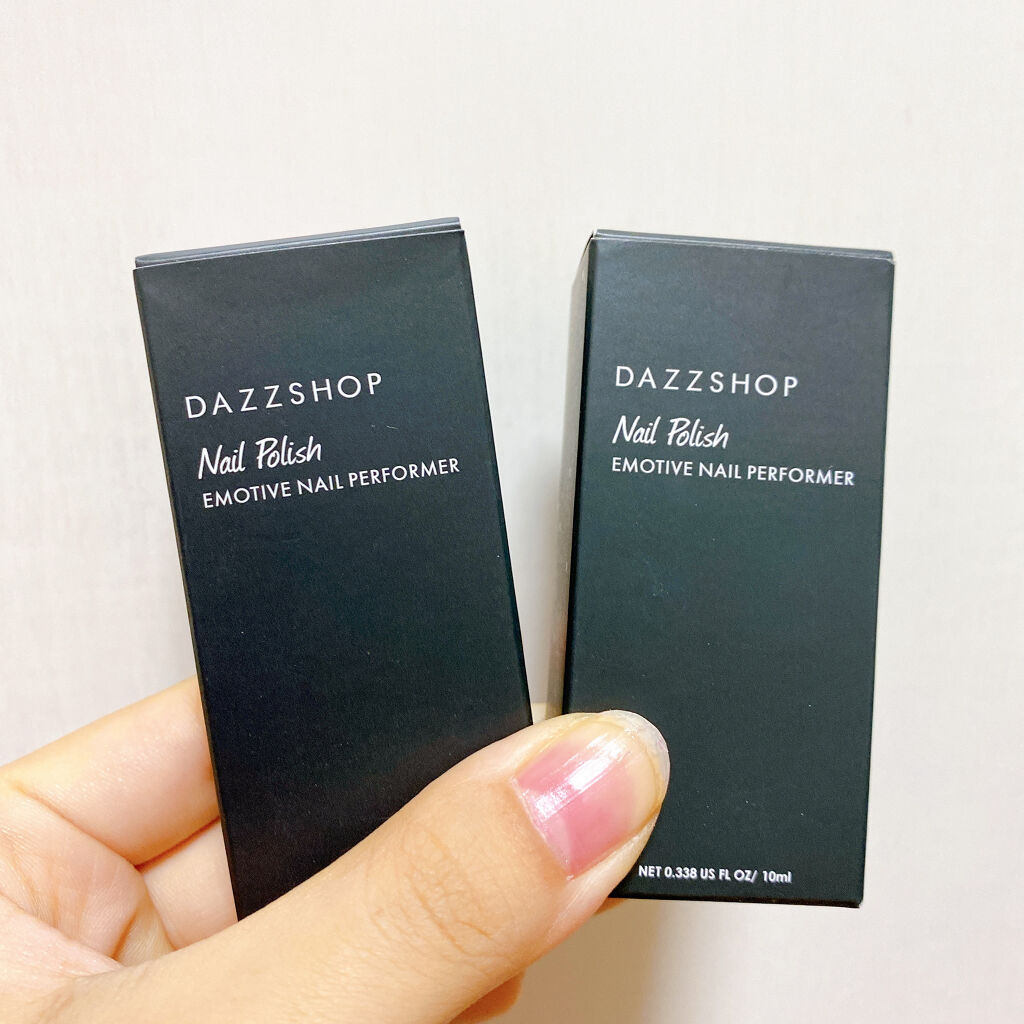 DAZZSHOP
Nail Polish
EMOTIVE NAIL PERFORMER
DAZZSHOP
Nail Polish
EMOTIVE NAIL PERFORMER
NET 0.338 US FL OZ/ 10ml